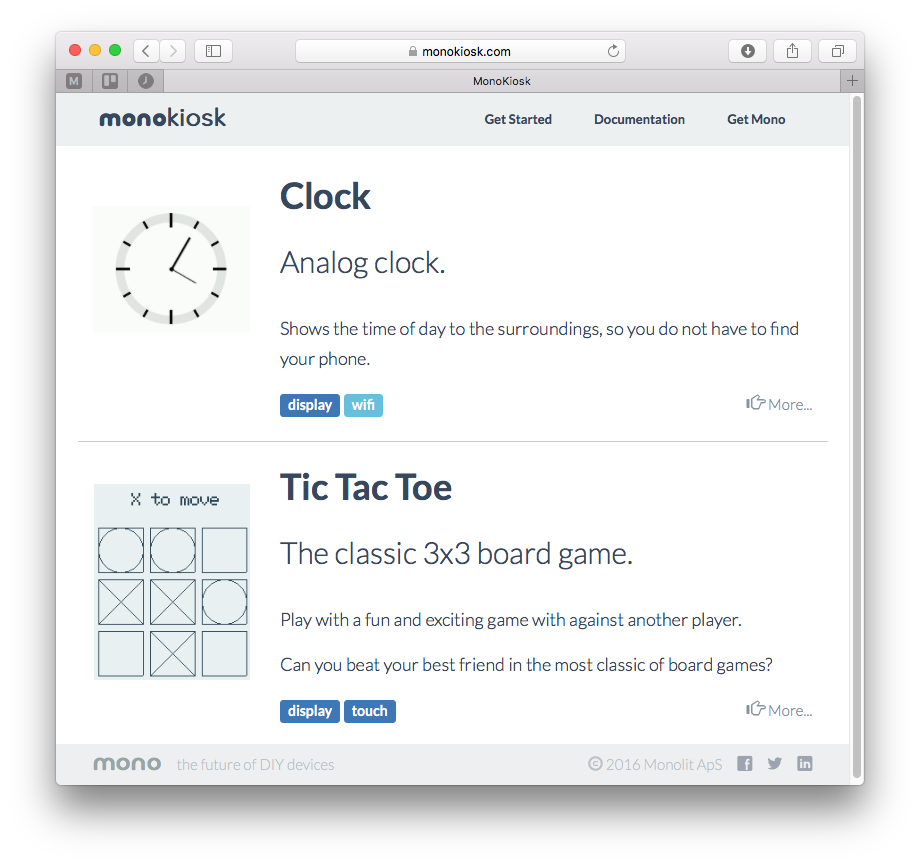 monokiosk.com
M
MonoKiosk
monokiosk
Get Started
Documentation
Get Mono
Clock
Analog clock.
Shows the time of day to the surroundings, so you do not have to find
your phone.
display wifi
More...
X to move
Tic Tac Toe
The classic 3x3 board game.
Play with a fun and exciting game with against another player.
Can you beat your best friend in the most classic of board games?
display touch
More...
mono the future of DIY devices
© 2016 Monolit ApS